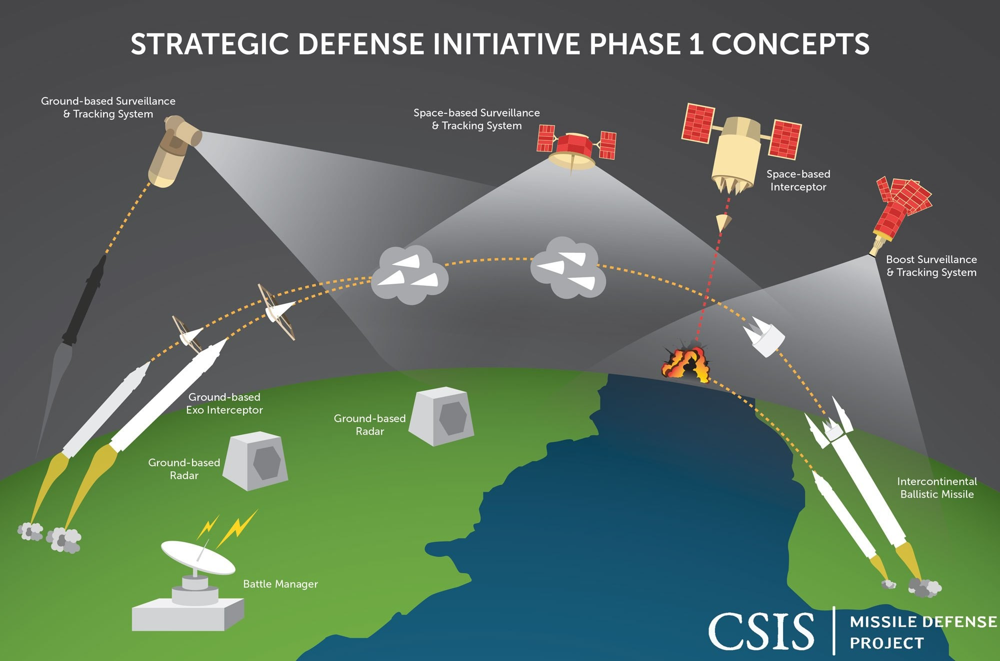 STRATEGIC DEFENSE INITIATIVE PHASE 1 CONCEPTS
Ground-based Surveillance
& Tracking System
Space-based Surveillance
& Tracking System
Space-based
Interceptor
Boost Surveillance
& Tracking System
Ground-based
Exo Interceptor
Ground-based
Radar
Ground-based
Radar
Intercontinental
Ballistic Missile
Battle Manager
CSIS
MISSILE DEFENSE
PROJECT